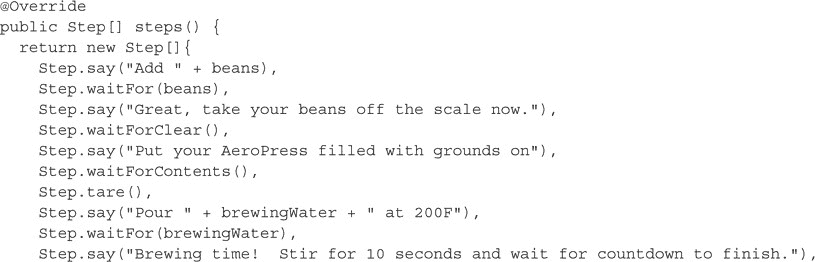 @Override
public Step[] steps() {
  return new Step[]{
    Step.say("Add " + beans),
    Step.waitFor(beans),
    Step.say("Great, take your beans off the scale now."),
    Step.waitForClear(),
    Step.say("Put your AeroPress filled with grounds on"),
    Step.waitForContents(),
    Step.tare(),
    Step.say("Pour " + brewingWater + " at 200F"),
    Step.waitFor(brewingWater),
    Step.say("Brewing time!  Stir for 10 seconds and wait for countdown to finish."),